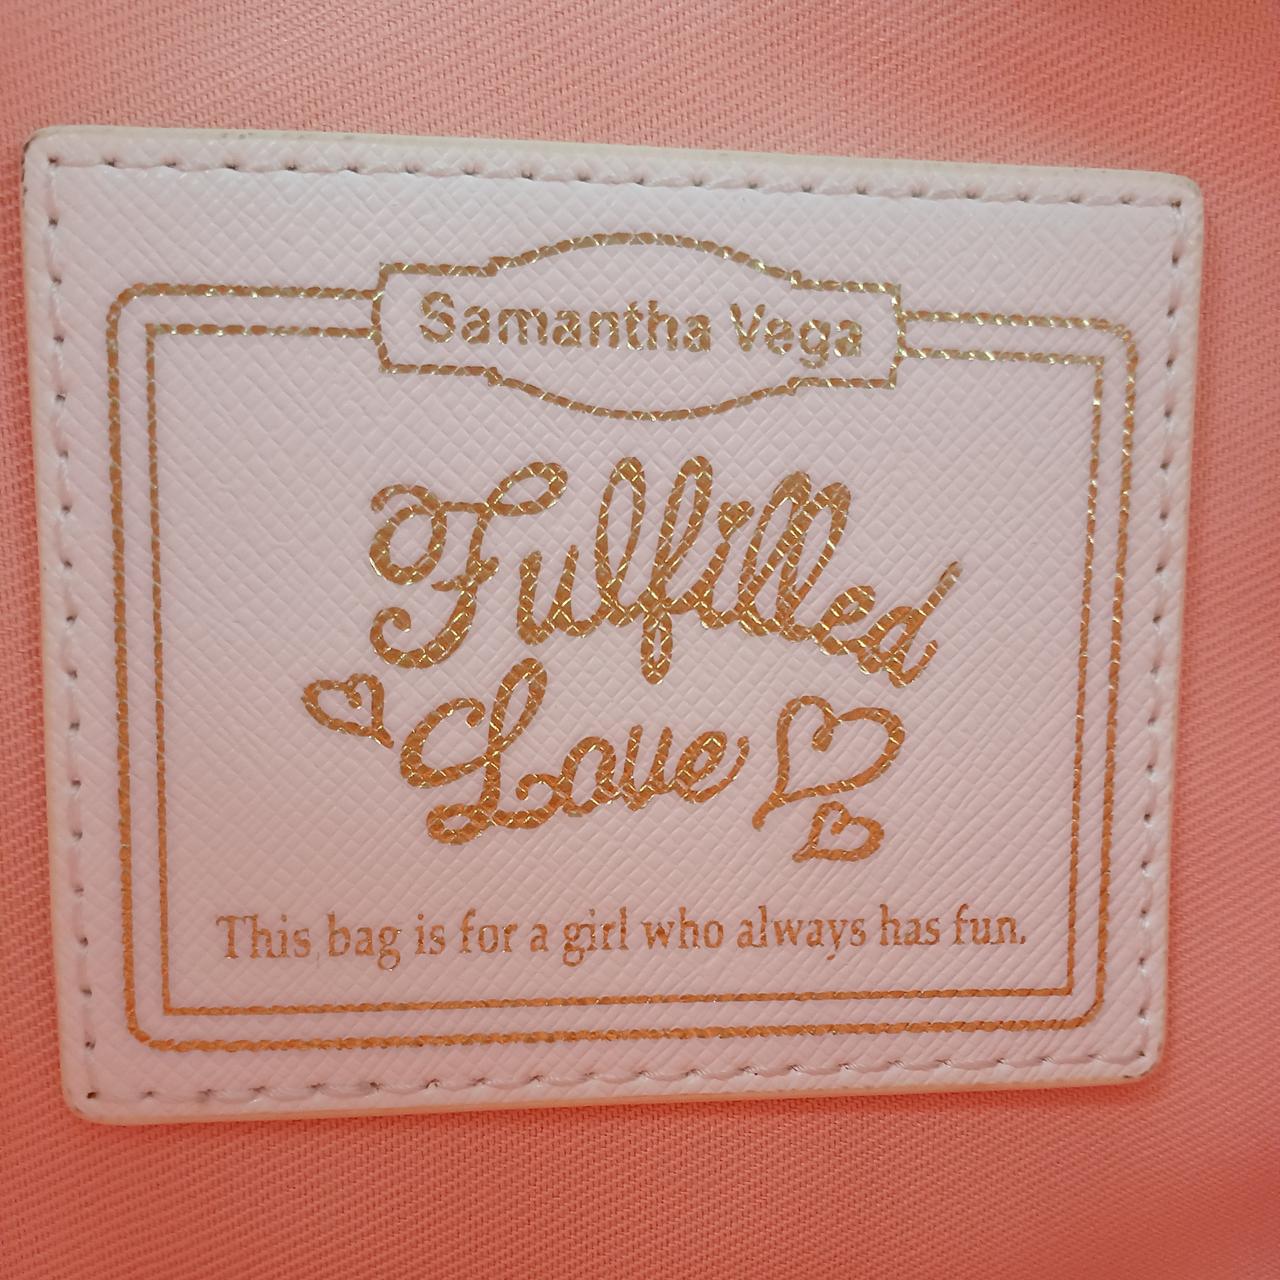 Samantha Vega
Fulfilled
Love
This bag is for a girl who always has fun.